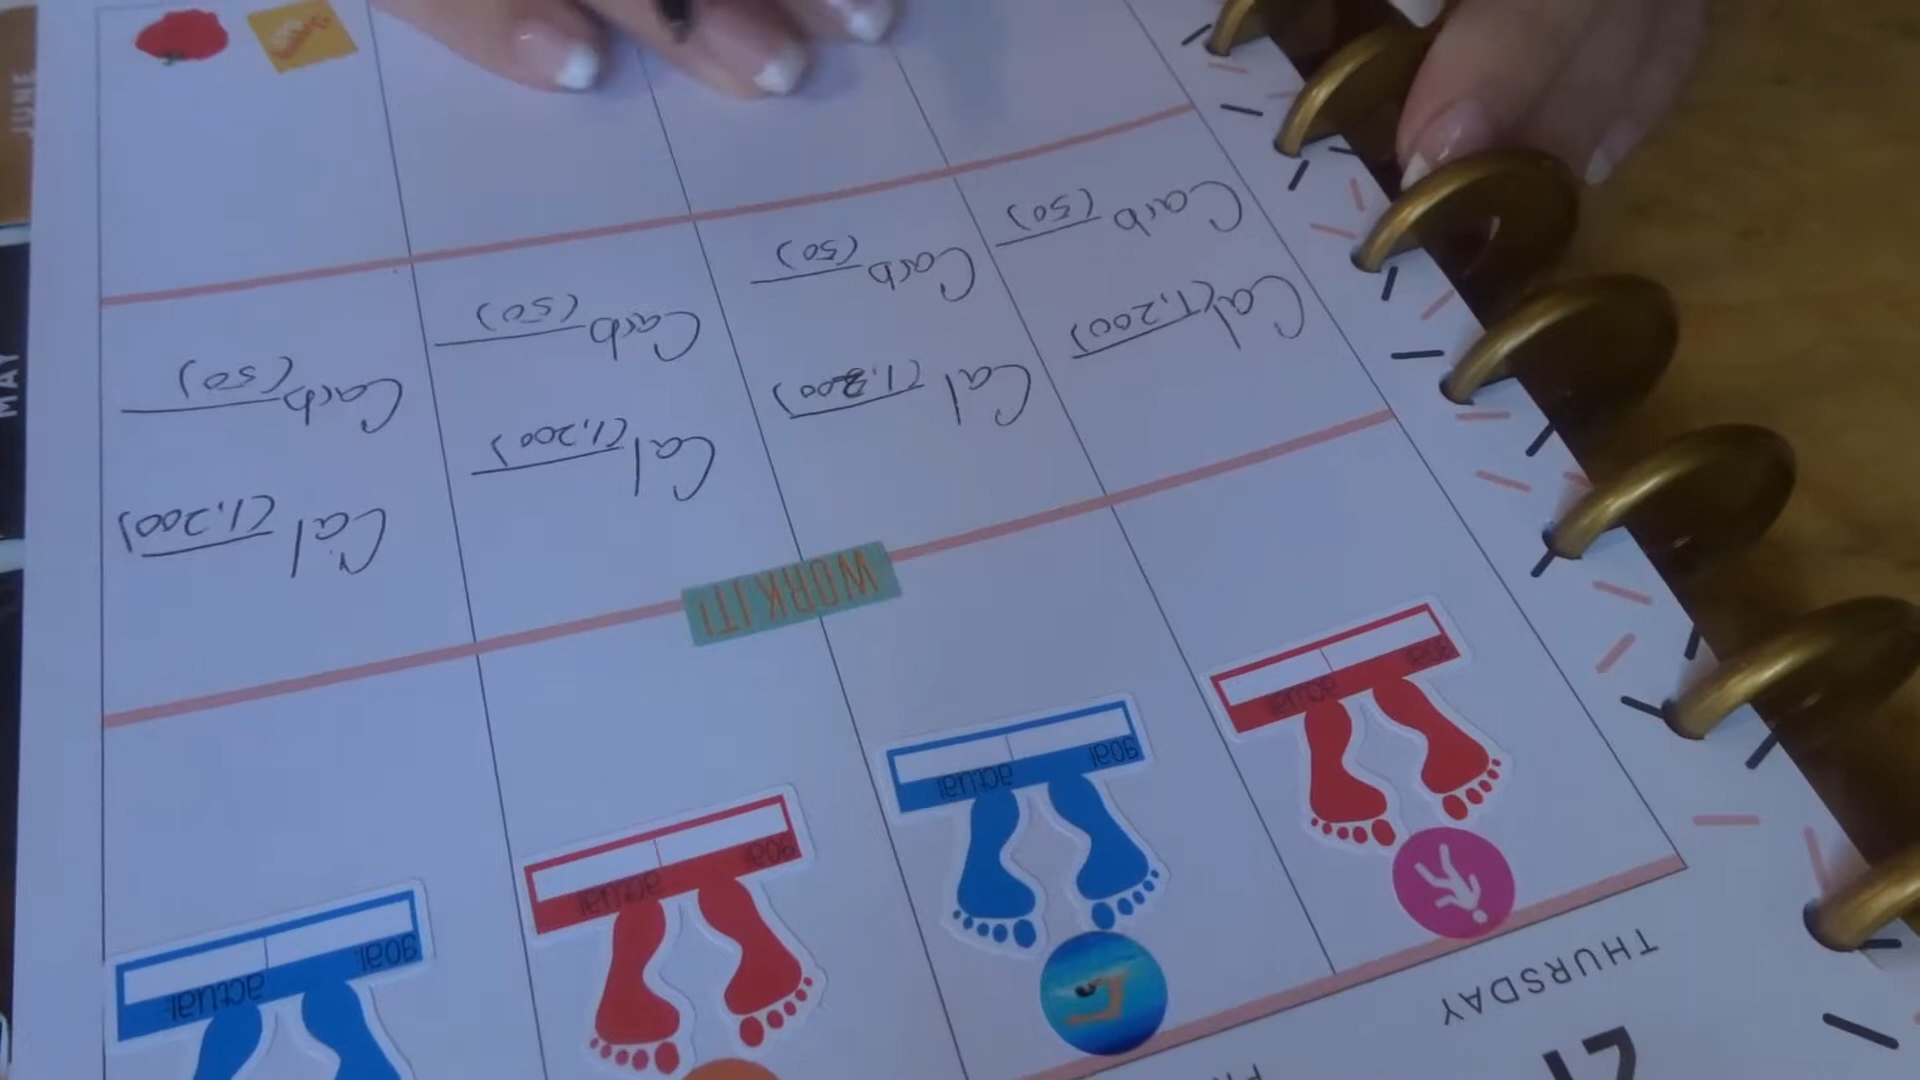 THURSDAY
goal:
actual:
goal:
actual:
goal:
actual:
goal:
actual:
WORK IT!
Cal (1,200)
Cal (1,200)
Cal (1,200)
Cal (1,200)
Carb (50)
Carb (50)
Carb (50)
Carb (50)
JUNE
MAY